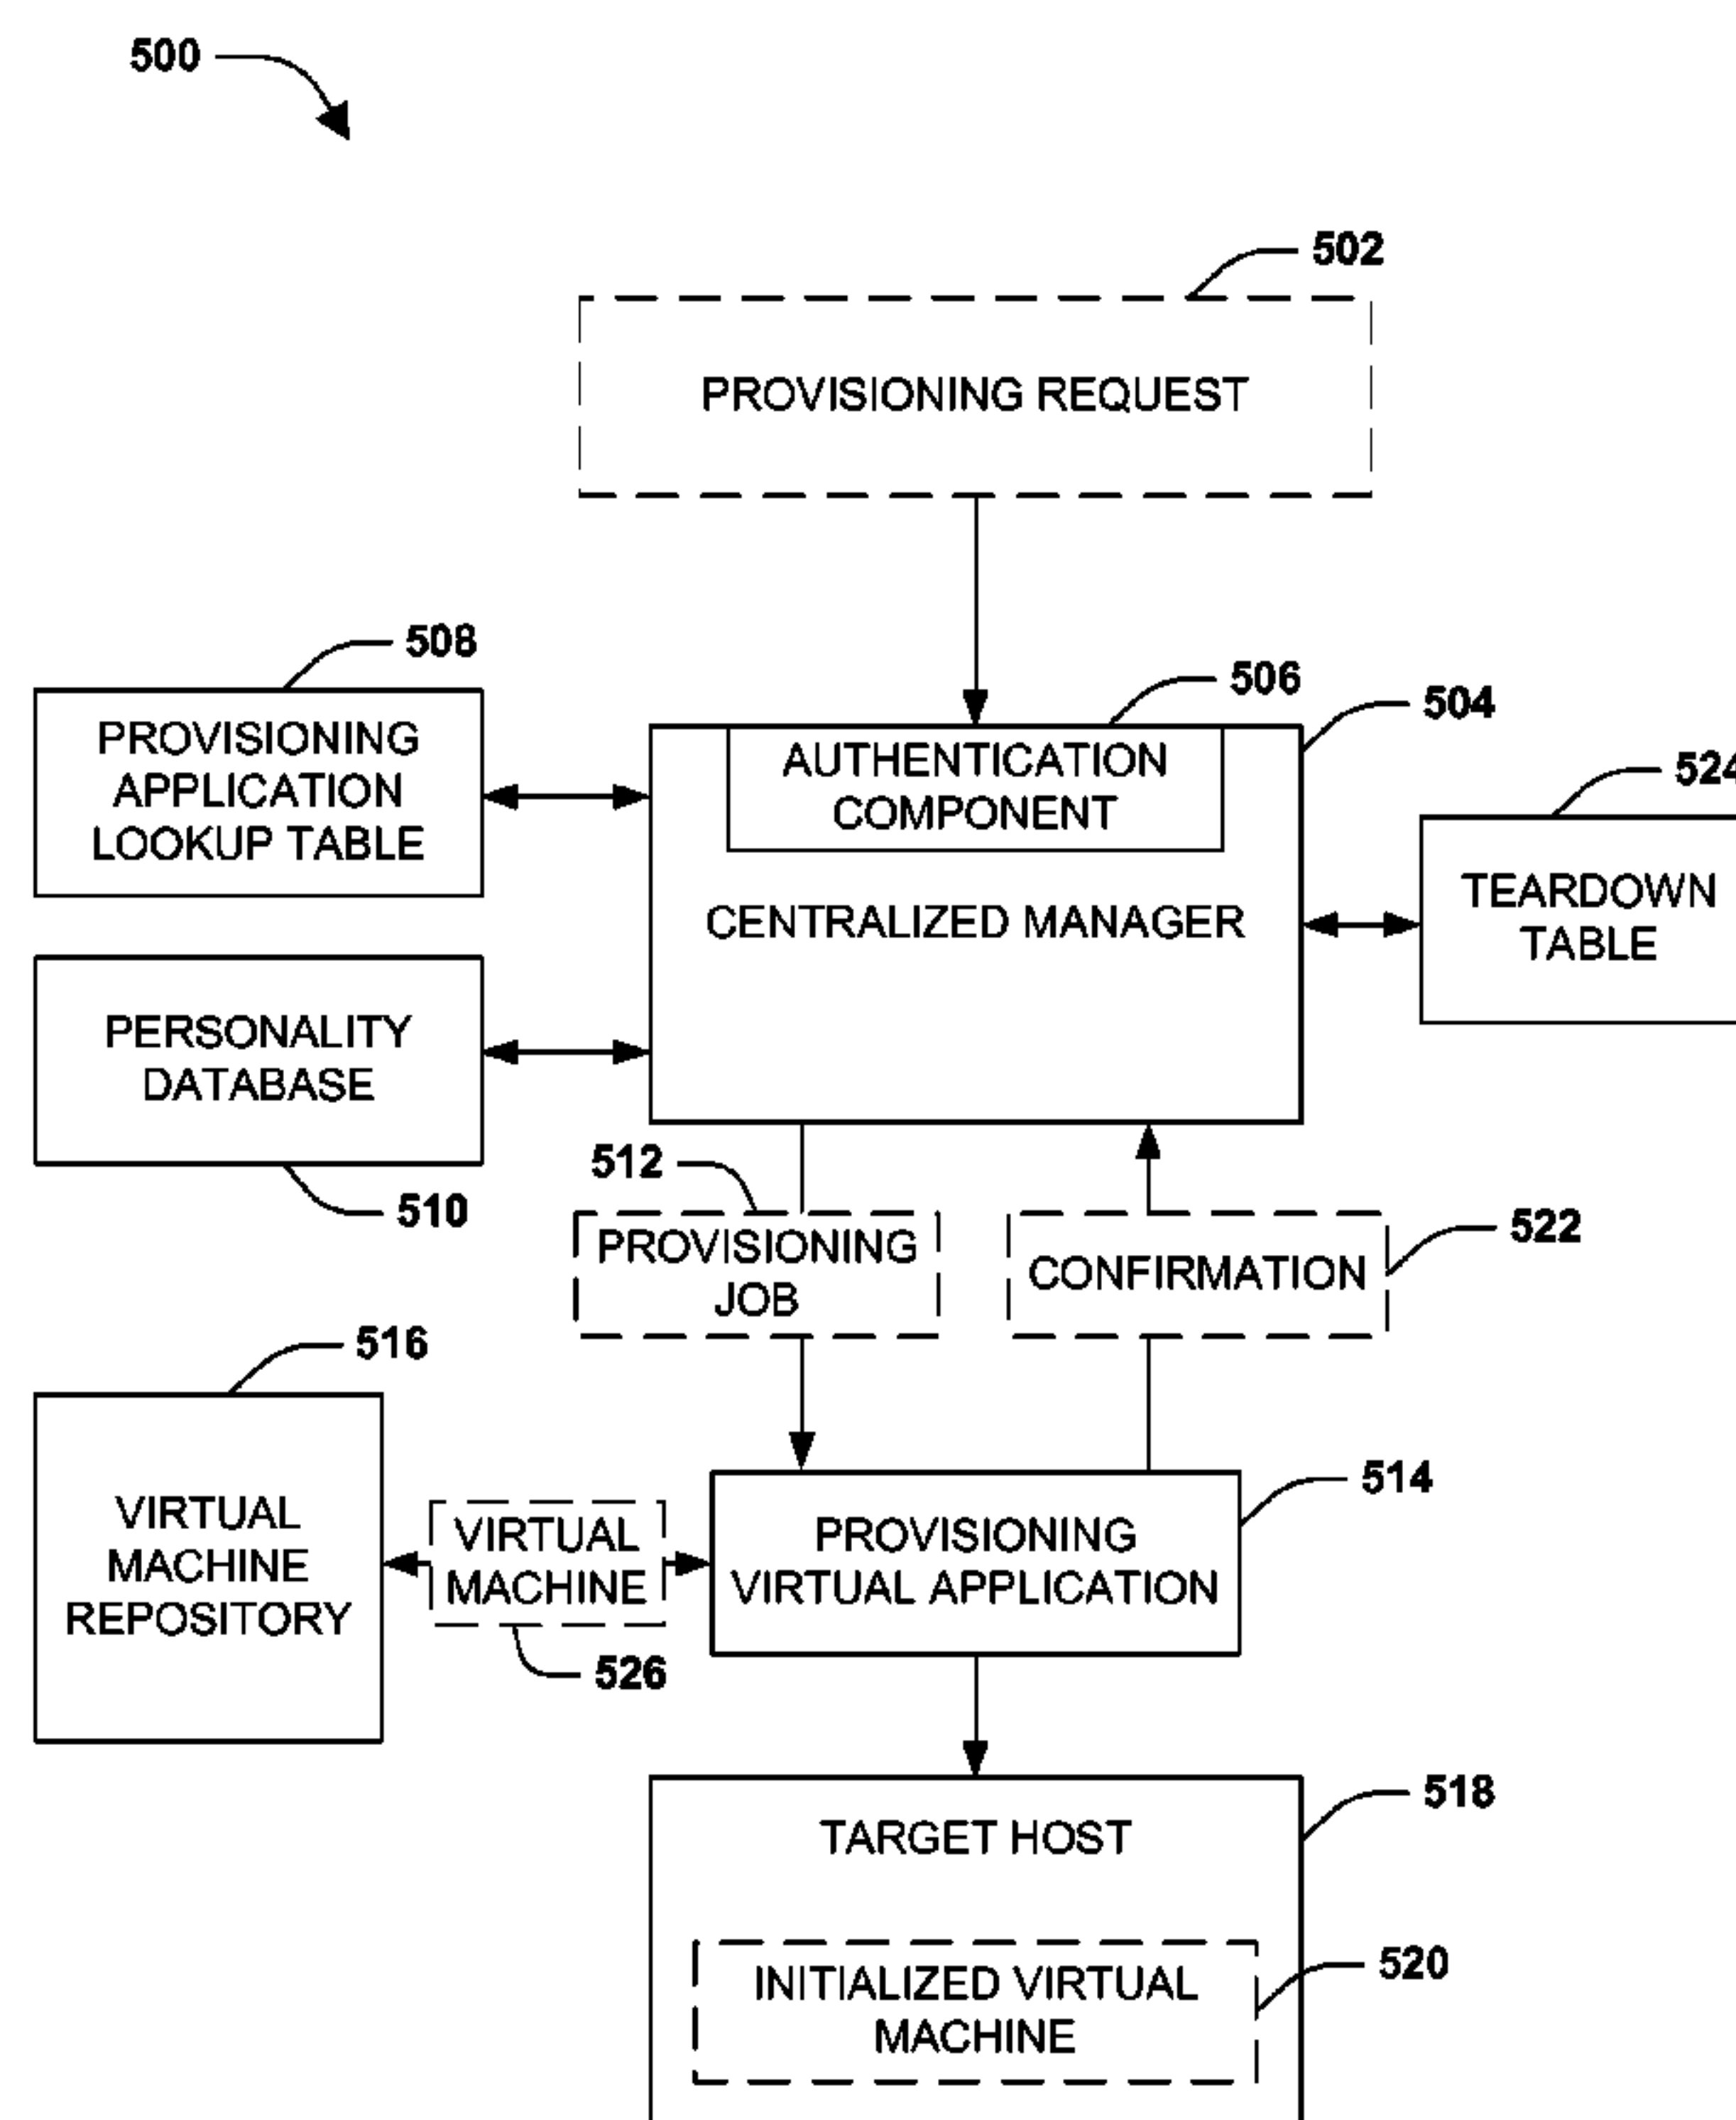 500
502
PROVISIONING REQUEST
508
506
504
PROVISIONING
APPLICATION
LOOKUP TABLE
AUTHENTICATION
COMPONENT
524
CENTRALIZED MANAGER
TEARDOWN
TABLE
PERSONALITY
DATABASE
510
512
PROVISIONING
JOB
CONFIRMATION
522
516
VIRTUAL
MACHINE
REPOSITORY
VIRTUAL
MACHINE
526
PROVISIONING
VIRTUAL APPLICATION
514
518
TARGET HOST
520
INITIALIZED VIRTUAL
MACHINE